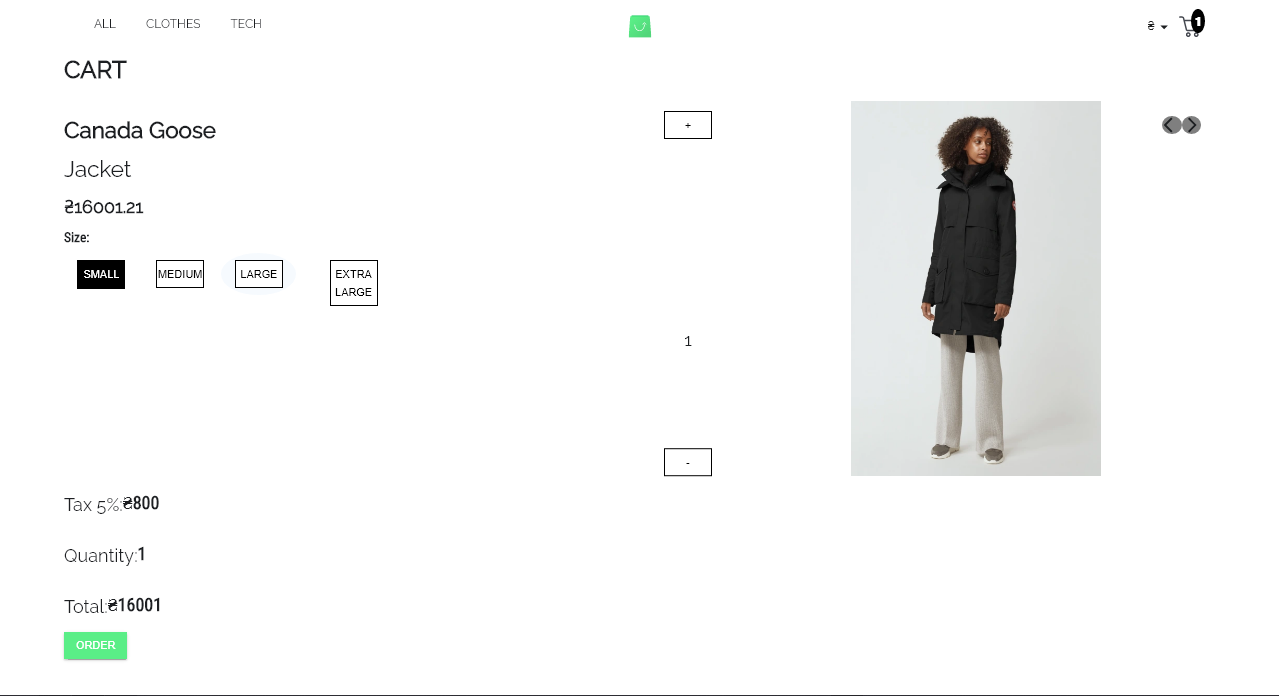 ALL CLOTHES TECH ₴ 1
CART
Canada Goose
Jacket
₴16001.21
Size:
SMALL MEDIUM LARGE EXTRA
LARGE
+
1
-
Tax 5%:₴800
Quantity:1
Total:₴16001
ORDER